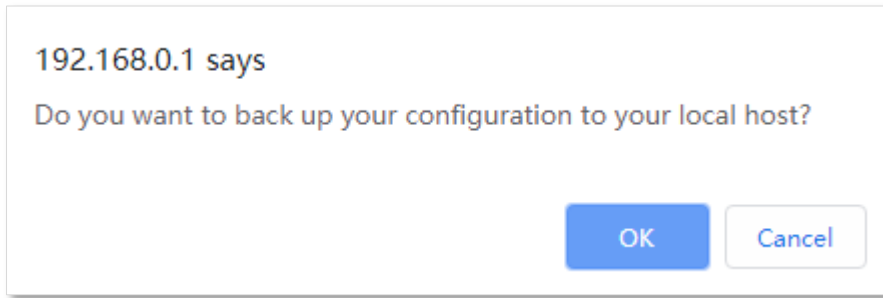 192.168.0.1 says
Do you want to back up your configuration to your local host?
OK
Cancel